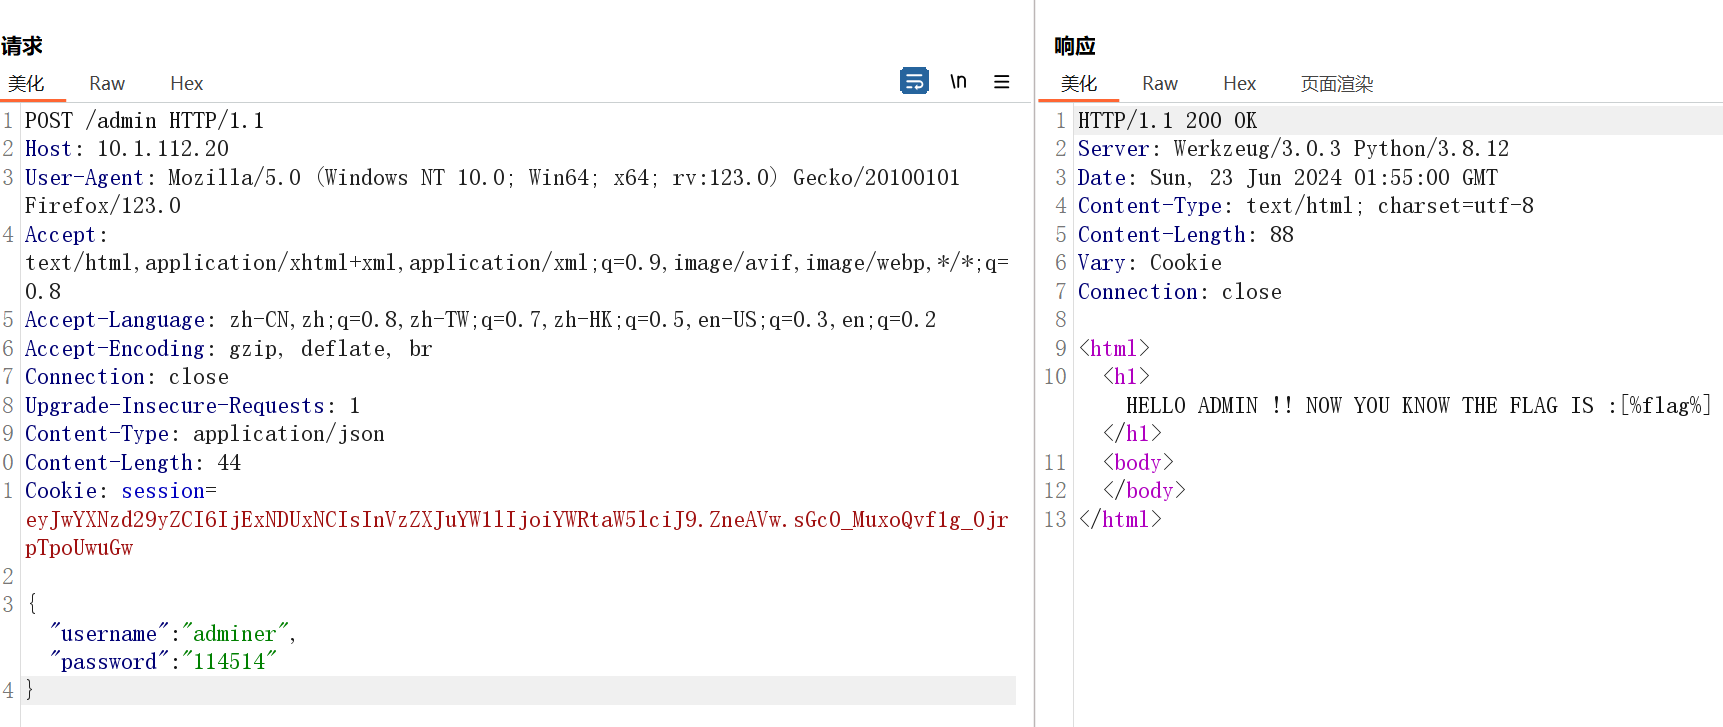 请求
美化 Raw Hex \n
1 POST /admin HTTP/1.1
2 Host: 10.1.112.20
3 User-Agent: Mozilla/5.0 (Windows NT 10.0; Win64; x64; rv:123.0) Gecko/20100101
Firefox/123.0
4 Accept:
text/html,application/xhtml+xml,application/xml;q=0.9,image/avif,image/webp,*/*;q=
0.8
5 Accept-Language: zh-CN,zh;q=0.8,zh-TW;q=0.7,zh-HK;q=0.5,en-US;q=0.3,en;q=0.2
6 Accept-Encoding: gzip, deflate, br
7 Connection: close
8 Upgrade-Insecure-Requests: 1
9 Content-Type: application/json
0 Content-Length: 44
1 Cookie: session=
eyJwYXNzd29yZCI6IjExNDUxNCIsInVzZXJuYW1lIjoiYWRtaW5lciJ9.ZneAVw.sGcO_MuxoQvf1g_Ojr
pTpoUwuGw
2
3 {
"username":"adminer",
"password":"114514"
4 }
响应
美化 Raw Hex 页面渲染
1 HTTP/1.1 200 OK
2 Server: Werkzeug/3.0.3 Python/3.8.12
3 Date: Sun, 23 Jun 2024 01:55:00 GMT
4 Content-Type: text/html; charset=utf-8
5 Content-Length: 88
6 Vary: Cookie
7 Connection: close
8
9 <html>
10 <h1>
HELLO ADMIN !! NOW YOU KNOW THE FLAG IS :[%flag%]
</h1>
11 <body>
12 </body>
13 </html>